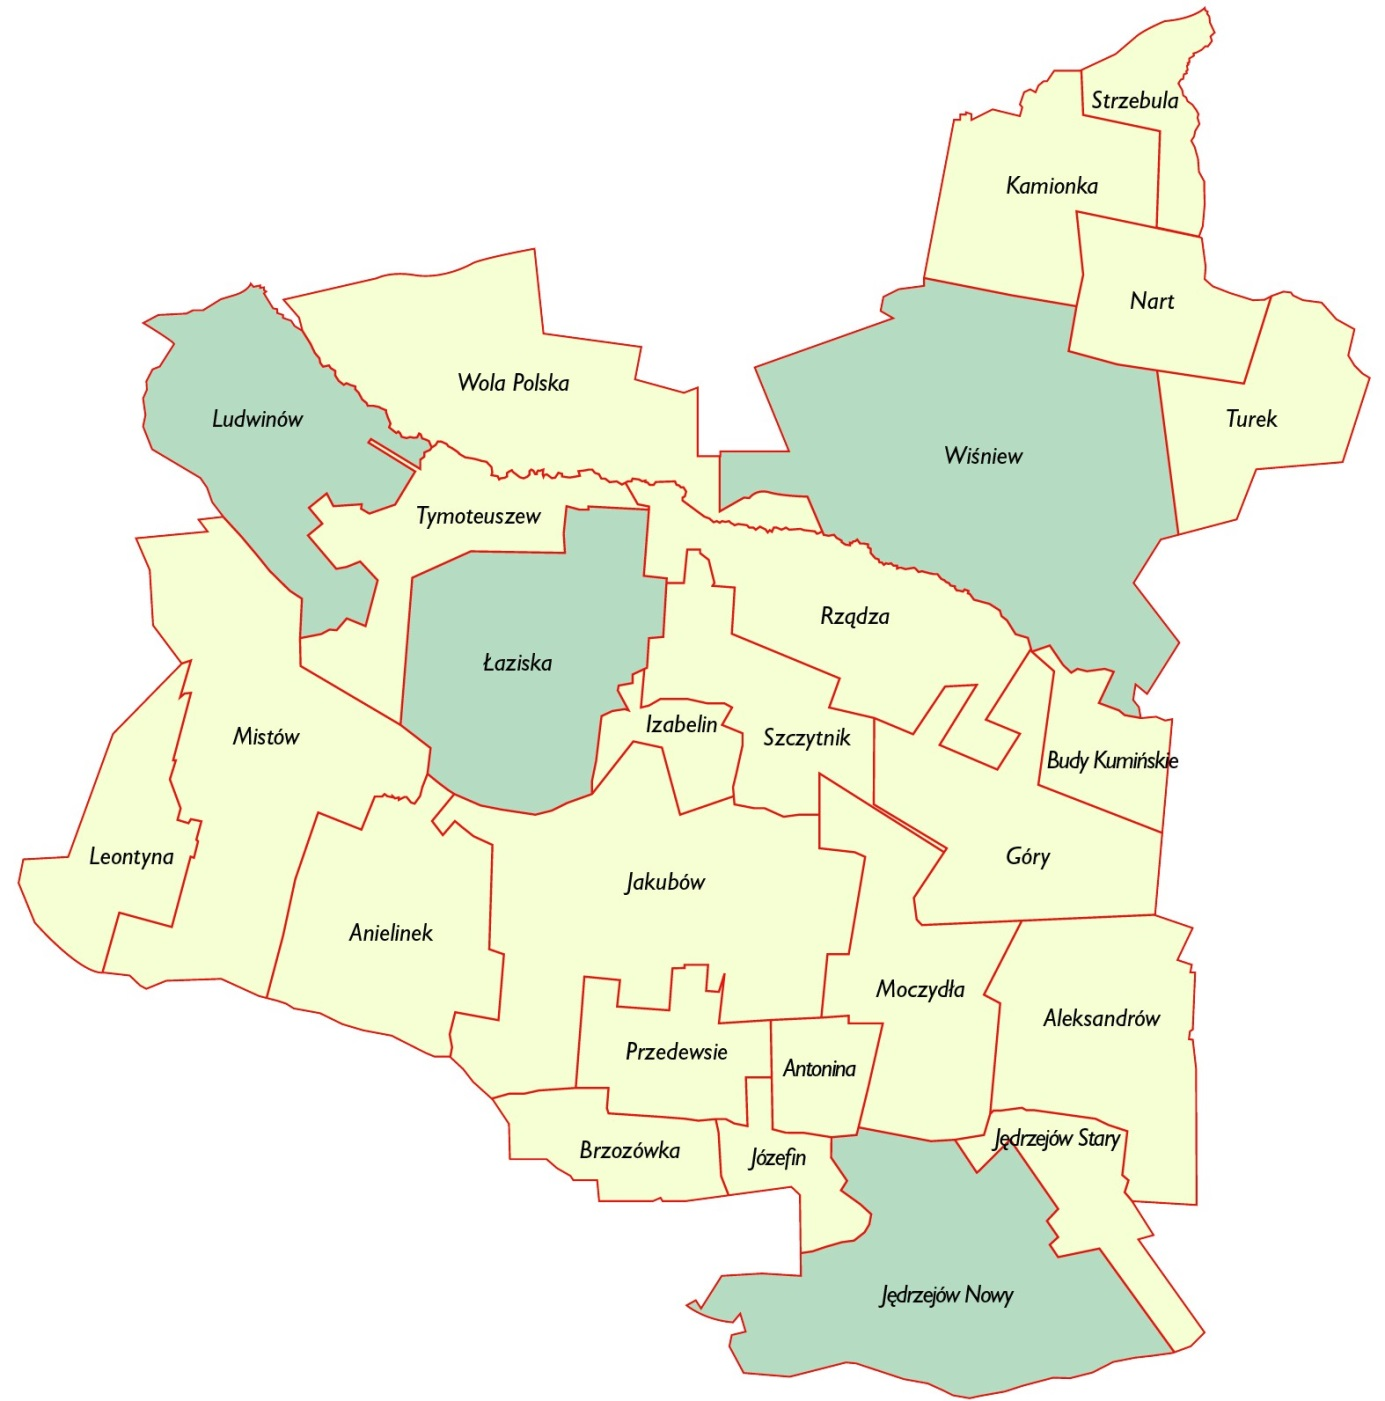 Strzebula
Kamionka
Nart
Wola Polska
Ludwinów
Turek
Wiśniew
Tymoteuszew
Rządza
Łaziska
Izabelin
Mistów
Szczytnik
Budy Kumińskie
Leontyna
Góry
Jakubów
Anielinek
Moczydła
Aleksandrów
Przedewsie
Antonina
Jędrzejów Stary
Brzozówka
Józefin
Jędrzejów Nowy